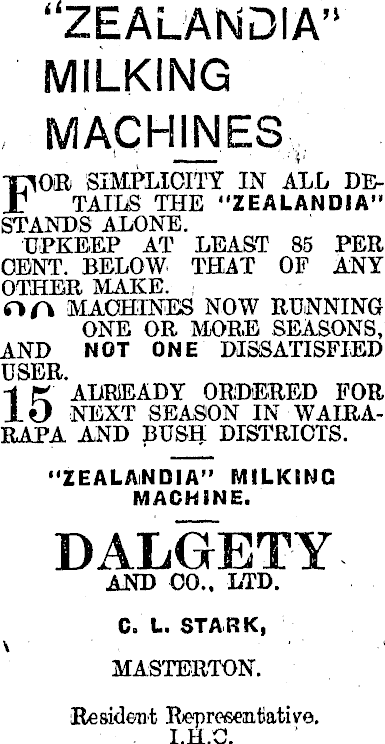 "ZEALANDIA"
MILKING
MACHINES
FOR SIMPLICITY IN ALL DE-
TAILS THE "ZEALANDIA"
STANDS ALONE.
UPKEEP AT LEAST 85 PER
CENT. BELOW THAT OF ANY
OTHER MAKE.
MACHINES NOW RUNNING
ONE OR MORE SEASONS,
AND NOT ONE DISSATISFIED
USER.
15 ALREADY ORDERED FOR
NEXT SEASON IN WAIRA-
RAPA AND BUSH DISTRICTS.
"ZEALANDIA" MILKING
MACHINE.
DALGETY
AND CO., LTD.
C. L. STARK,
MASTERTON.
Resident Representative.
I.H.C.